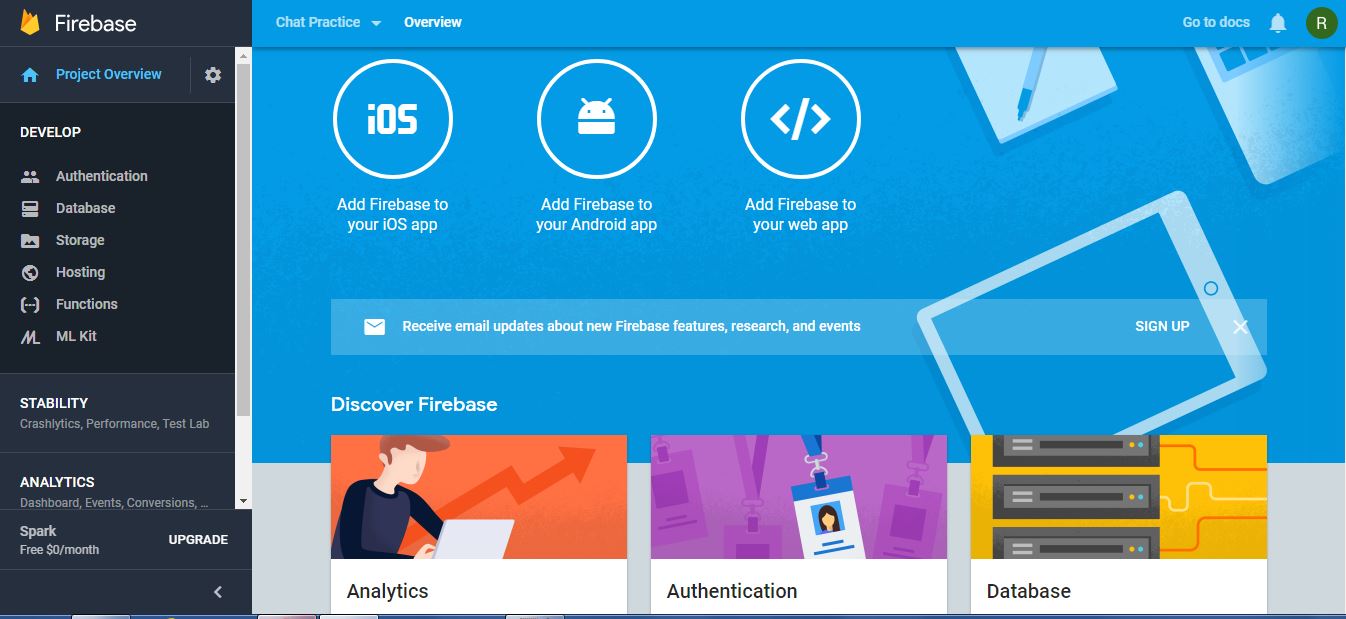 Firebase
Chat Practice
Overview
Go to docs
R
Project Overview
DEVELOP
Authentication
Database
Storage
Hosting
Functions
ML Kit
STABILITY
Crashlytics, Performance, Test Lab
ANALYTICS
Dashboard, Events, Conversions, ...
Spark
Free $0/month
UPGRADE
iOS
Add Firebase to
your iOS app
Add Firebase to
your Android app
</>
Add Firebase to
your web app
Receive email updates about new Firebase features, research, and events
SIGN UP
Discover Firebase
Analytics
Authentication
Database